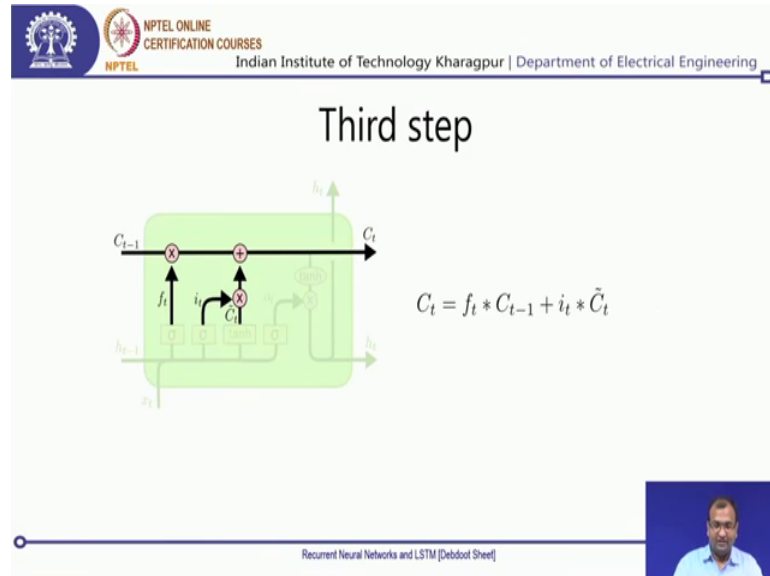 NPTEL ONLINE
CERTIFICATION COURSES
NPTEL
Indian Institute of Technology Kharagpur | Department of Electrical Engineering
Third step
h_t
C_{t-1}
C_t
x
+
tanh
f_t
i_t
x
C̃_t
o_t
x
σ
σ
tanh
σ
h_{t-1}
h_t
x_t
C_t = f_t * C_{t-1} + i_t * C̃_t
Recurrent Neural Networks and LSTM [Debdoot Sheet]